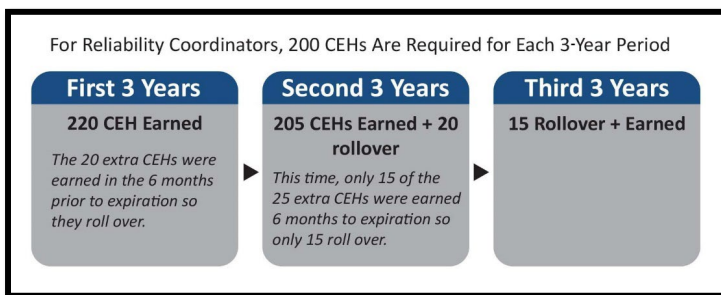 For Reliability Coordinators, 200 CEHs Are Required for Each 3-Year Period
First 3 Years
220 CEH Earned
The 20 extra CEHs were
earned in the 6 months
prior to expiration so
they roll over.
Second 3 Years
205 CEHs Earned + 20
rollover
This time, only 15 of the
25 extra CEHs were earned
6 months to expiration so
only 15 roll over.
Third 3 Years
15 Rollover + Earned